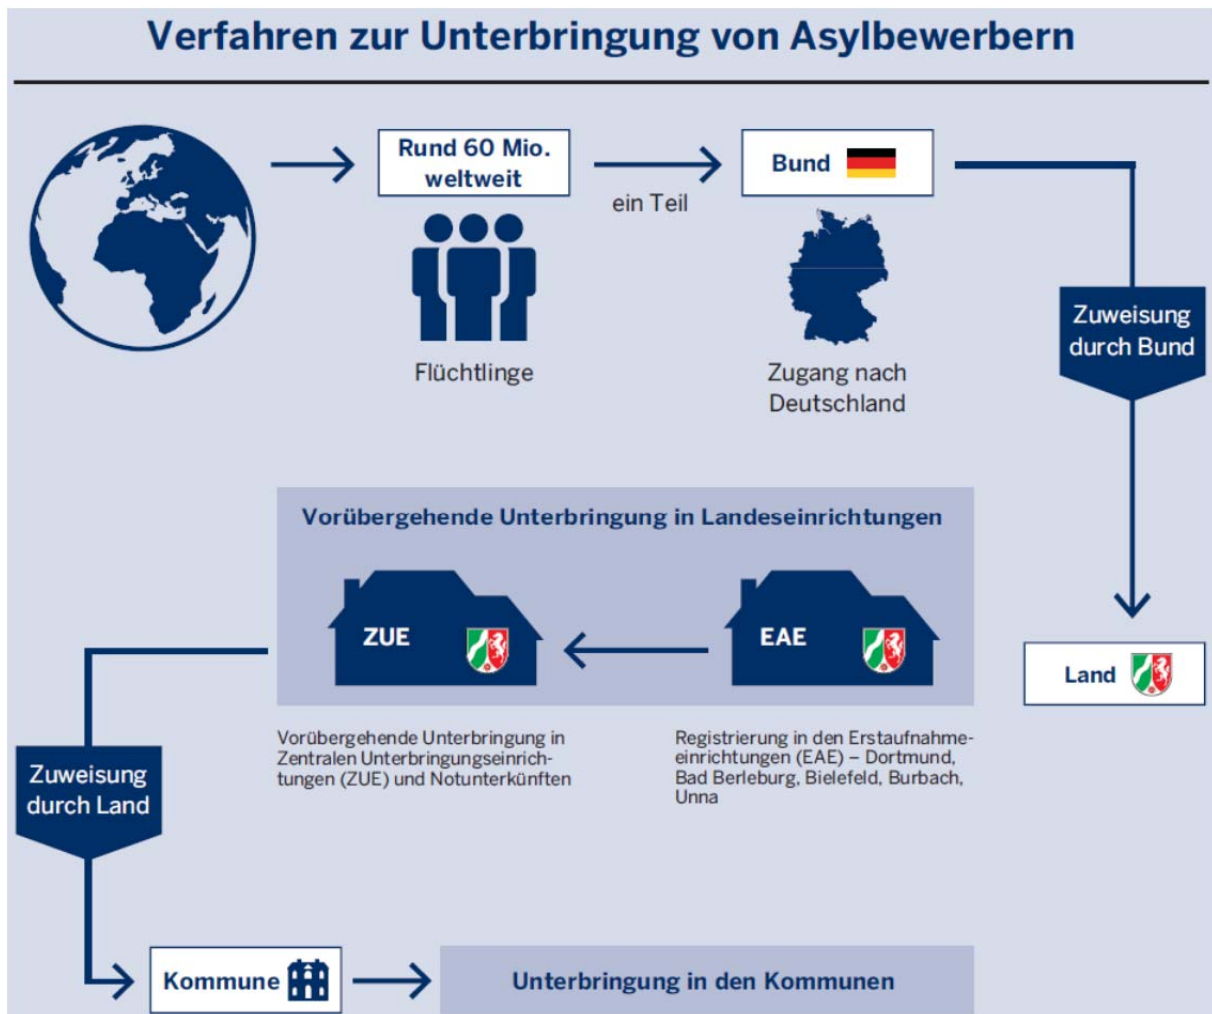 Verfahren zur Unterbringung von Asylbewerbern
Rund 60 Mio.
weltweit
ein Teil
Bund
Flüchtlinge
Zugang nach
Deutschland
Zuweisung
durch Bund
Land
Vorübergehende Unterbringung in Landeseinrichtungen
EAE
Registrierung in den Erstaufnahme-
einrichtungen (EAE) – Dortmund,
Bad Berleburg, Bielefeld, Burbach,
Unna
ZUE
Vorübergehende Unterbringung in
Zentralen Unterbringungseinrich-
tungen (ZUE) und Notunterkünften
Zuweisung
durch Land
Kommune
Unterbringung in den Kommunen